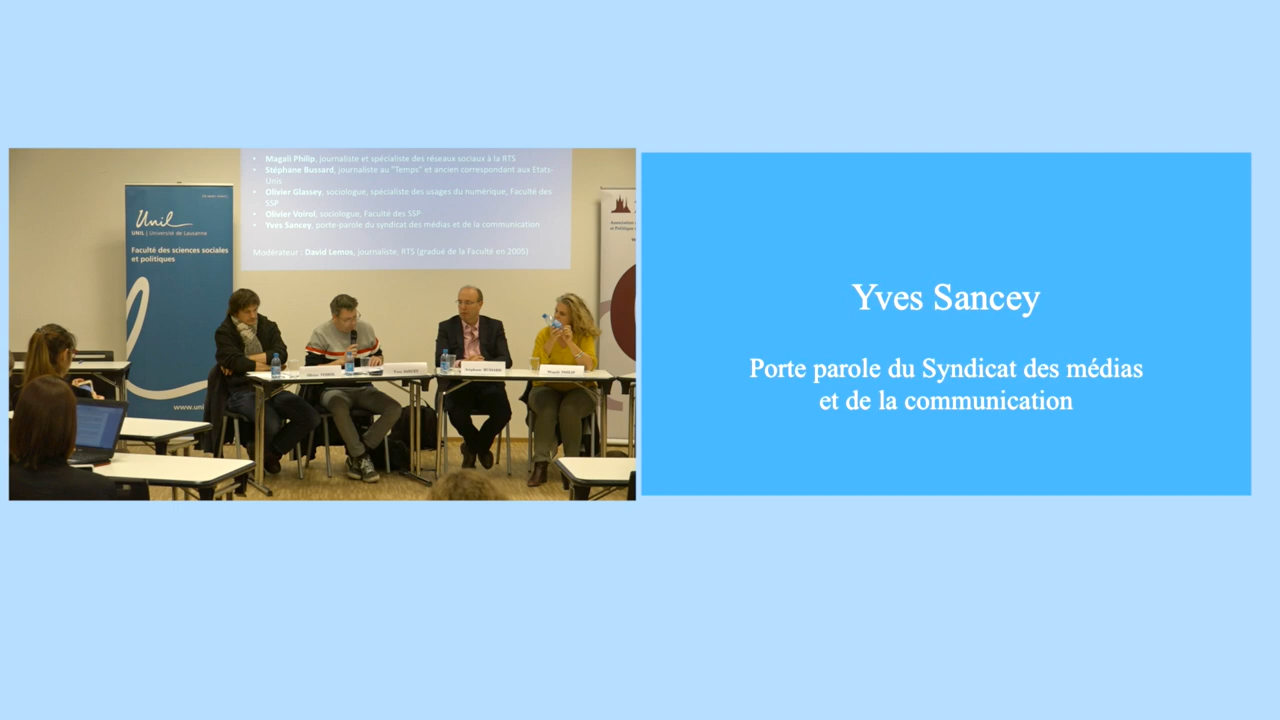 • Magali Philip, journaliste et spécialiste des réseaux sociaux à la RTS
• Stéphane Bussard, journaliste au "Temps" et ancien correspondant aux Etats-
Unis
• Olivier Glassey, sociologue, spécialiste des usages du numérique, Faculté des
SSP
• Olivier Voirol, sociologue, Faculté des SSP
• Yves Sancey, porte-parole du syndicat des médias et de la communication
Modérateur : David Lemos, journaliste, RTS (gradué de la Faculté en 2005)
Unil
UNIL | Université de Lausanne
Faculté des sciences sociales
et politiques
www.uni
Yves Sancey
Porte parole du Syndicat des médias
et de la communication